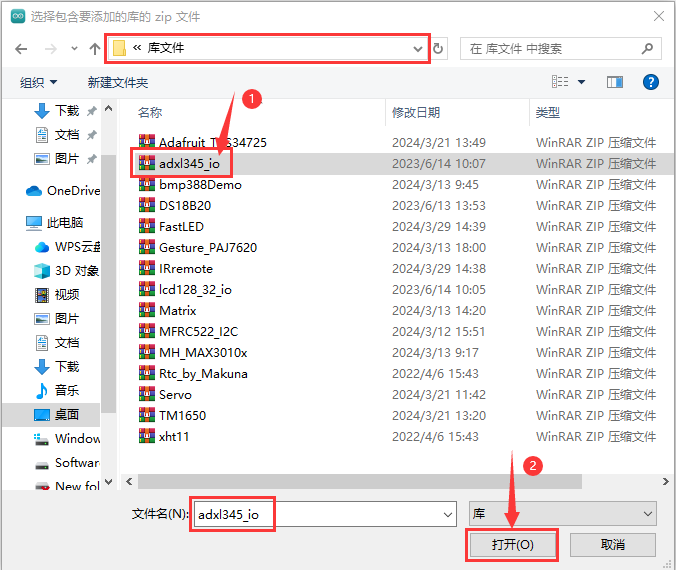 选择包含要添加的库的 zip 文件
« 库文件
在 库文件 中搜索
组织 新建文件夹
下载
文档
图片
OneDrive
此电脑
WPS云盘
3D 对象
视频
图片
文档
下载
音乐
桌面
Window
Software
New fol
名称 修改日期 类型
1
Adafruit_T S34725 2024/3/21 13:49 WinRAR ZIP 压缩文件
adxl345_io 2023/6/14 10:07 WinRAR ZIP 压缩文件
bmp388Demo 2024/3/13 9:45 WinRAR ZIP 压缩文件
DS18B20 2023/6/13 13:53 WinRAR ZIP 压缩文件
FastLED 2024/3/29 14:39 WinRAR ZIP 压缩文件
Gesture_PAJ7620 2024/3/13 18:00 WinRAR ZIP 压缩文件
IRremote 2024/3/29 14:38 WinRAR ZIP 压缩文件
lcd128_32_io 2023/6/14 10:05 WinRAR ZIP 压缩文件
Matrix 2024/3/13 14:20 WinRAR ZIP 压缩文件
MFRC522_I2C 2024/3/12 15:51 WinRAR ZIP 压缩文件
MH_MAX3010x 2024/3/13 9:17 WinRAR ZIP 压缩文件
Rtc_by_Makuna 2022/4/6 15:43 WinRAR ZIP 压缩文件
Servo 2024/3/21 11:42 WinRAR ZIP 压缩文件
TM1650 2024/3/21 13:20 WinRAR ZIP 压缩文件
xht11 2022/4/6 15:43 WinRAR ZIP 压缩文件
2
文件名(N): adxl345_io 库
打开(O) 取消